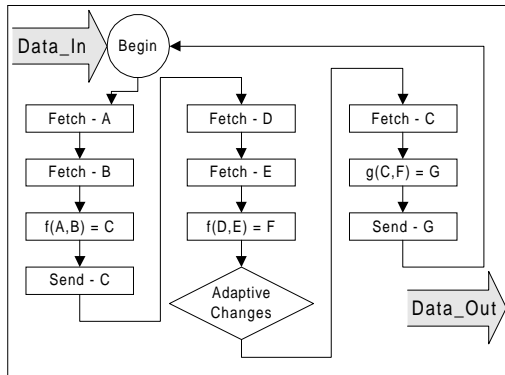 Data_In
Begin
Fetch - A
Fetch - B
f(A,B) = C
Send - C
Fetch - D
Fetch - E
f(D,E) = F
Adaptive
Changes
Fetch - C
g(C,F) = G
Send - G
Data_Out